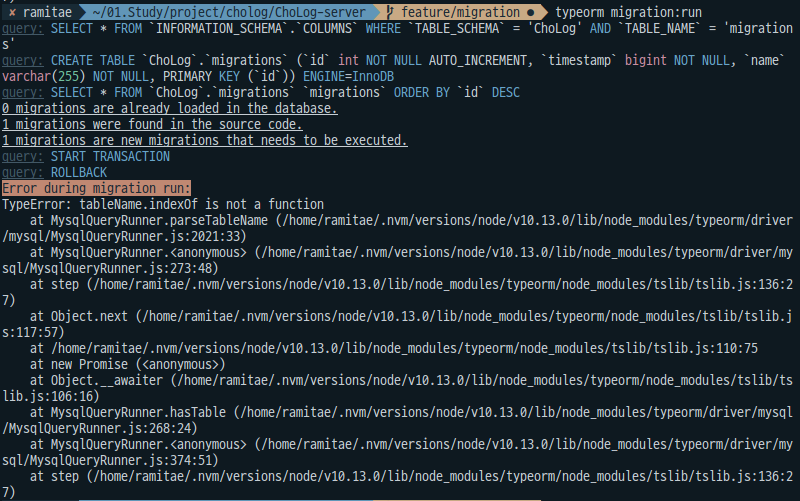 ✘ ramitae ~/01.Study/project/cholog/ChoLog-server feature/migration ● typeorm migration:run
query: SELECT * FROM `INFORMATION_SCHEMA`.`COLUMNS` WHERE `TABLE_SCHEMA` = 'ChoLog' AND `TABLE_NAME` = 'migration
s'
query: CREATE TABLE `ChoLog`.`migrations` (`id` int NOT NULL AUTO_INCREMENT, `timestamp` bigint NOT NULL, `name`
varchar(255) NOT NULL, PRIMARY KEY (`id`)) ENGINE=InnoDB
query: SELECT * FROM `ChoLog`.`migrations` `migrations` ORDER BY `id` DESC
0 migrations are already loaded in the database.
1 migrations were found in the source code.
1 migrations are new migrations that needs to be executed.
query: START TRANSACTION
query: ROLLBACK
Error during migration run:
TypeError: tableName.indexOf is not a function
at MysqlQueryRunner.parseTableName (/home/ramitae/.nvm/versions/node/v10.13.0/lib/node_modules/typeorm/driver
/mysql/MysqlQueryRunner.js:2021:33)
at MysqlQueryRunner.<anonymous> (/home/ramitae/.nvm/versions/node/v10.13.0/lib/node_modules/typeorm/driver/my
sql/MysqlQueryRunner.js:273:48)
at step (/home/ramitae/.nvm/versions/node/v10.13.0/lib/node_modules/typeorm/node_modules/tslib/tslib.js:136:2
7)
at Object.next (/home/ramitae/.nvm/versions/node/v10.13.0/lib/node_modules/typeorm/node_modules/tslib/tslib.j
s:117:57)
at /home/ramitae/.nvm/versions/node/v10.13.0/lib/node_modules/typeorm/node_modules/tslib/tslib.js:110:75
at new Promise (<anonymous>)
at Object.__awaiter (/home/ramitae/.nvm/versions/node/v10.13.0/lib/node_modules/typeorm/node_modules/tslib/ts
lib.js:106:16)
at MysqlQueryRunner.hasTable (/home/ramitae/.nvm/versions/node/v10.13.0/lib/node_modules/typeorm/driver/mysql
/MysqlQueryRunner.js:268:24)
at MysqlQueryRunner.<anonymous> (/home/ramitae/.nvm/versions/node/v10.13.0/lib/node_modules/typeorm/driver/my
sql/MysqlQueryRunner.js:374:51)
at step (/home/ramitae/.nvm/versions/node/v10.13.0/lib/node_modules/typeorm/node_modules/tslib/tslib.js:136:2
7)